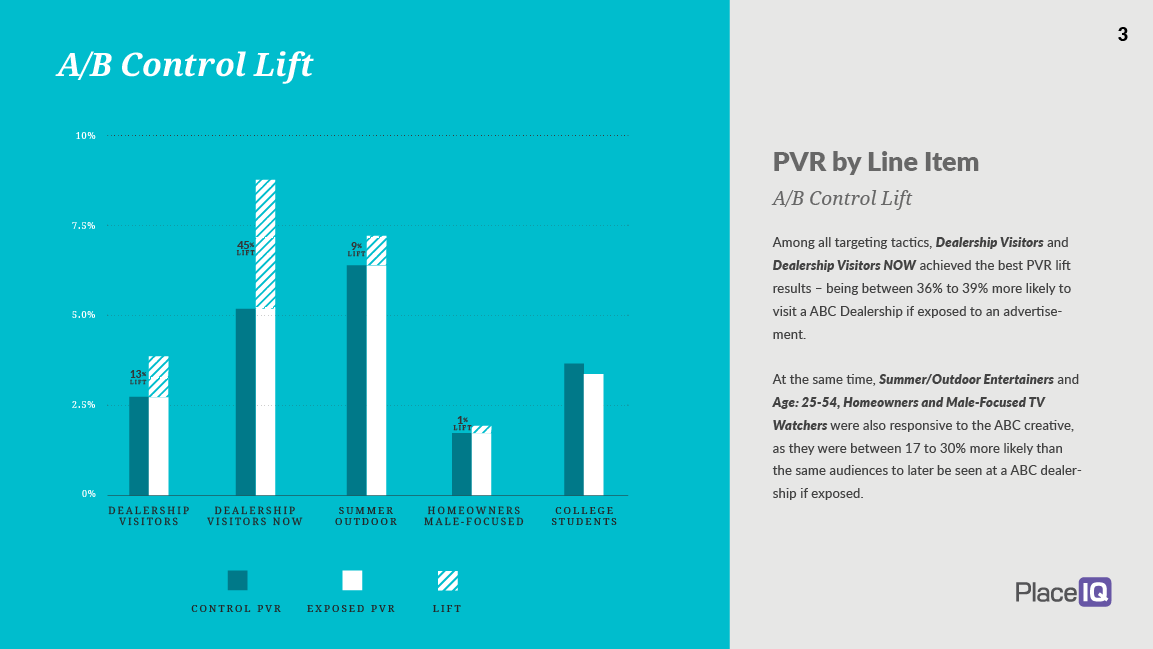 3
A/B Control Lift
10%
7.5%
5.0%
2.5%
0%
13% LIFT
45% LIFT
9% LIFT
1% LIFT
DEALERSHIP VISITORS
DEALERSHIP VISITORS NOW
SUMMER OUTDOOR
HOMEOWNERS MALE-FOCUSED
COLLEGE STUDENTS
CONTROL PVR
EXPOSED PVR
LIFT
PVR by Line Item
A/B Control Lift
Among all targeting tactics, Dealership Visitors and
Dealership Visitors NOW achieved the best PVR lift
results – being between 36% to 39% more likely to
visit a ABC Dealership if exposed to an advertise-
ment.
At the same time, Summer/Outdoor Entertainers and
Age: 25-54, Homeowners and Male-Focused TV
Watchers were also responsive to the ABC creative,
as they were between 17 to 30% more likely than
the same audiences to later be seen at a ABC dealer-
ship if exposed.
PlaceIQ